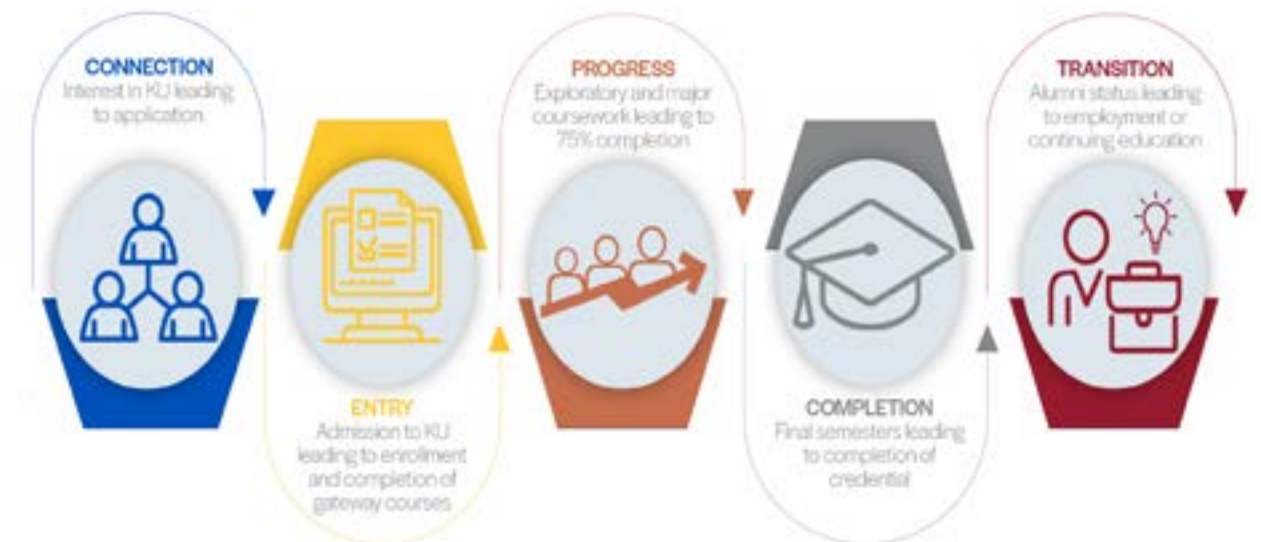 CONNECTION
Interest in KU leading
to application
ENTRY
Admission to KU
leading to enrollment
and completion of
gateway courses
PROGRESS
Exploratory and major
coursework leading to
75% completion
COMPLETION
Final semesters leading
to completion of
credential
TRANSITION
Alumni status leading
to employment or
continuing education